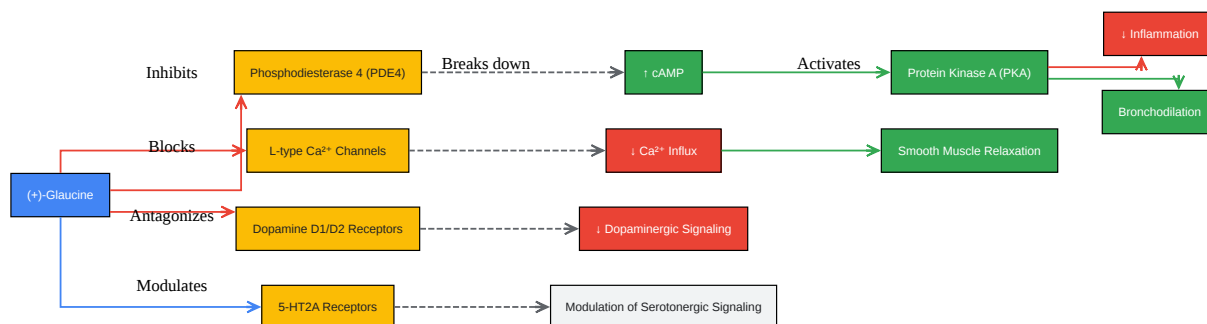 ↓ Inflammation
Inhibits
Phosphodiesterase 4 (PDE4)
Breaks down
↑ cAMP
Activates
Protein Kinase A (PKA)
Bronchodilation
Blocks
L-type Ca²⁺ Channels
↓ Ca²⁺ Influx
Smooth Muscle Relaxation
(+)-Glaucine
Antagonizes
Dopamine D1/D2 Receptors
↓ Dopaminergic Signaling
Modulates
5-HT2A Receptors
Modulation of Serotonergic Signaling